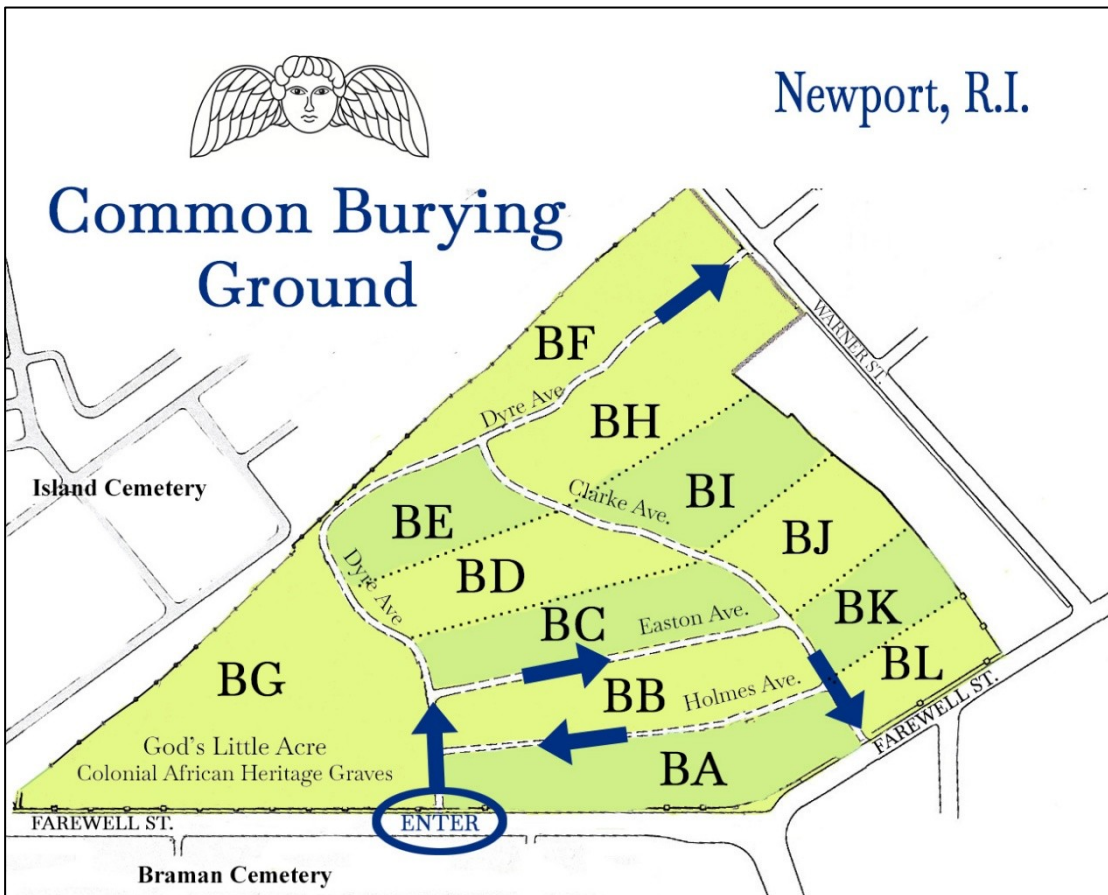 Newport, R.I.
Common Burying
Ground
WARNER ST.
BF
Dyre Ave
BH
Island Cemetery
BE
Clarke Ave.
BI
BD
BJ
Dyre Ave
BC
Easton Ave.
BK
BG
BB
Holmes Ave.
BL
God's Little Acre
Colonial African Heritage Graves
BA
FAREWELL ST.
FAREWELL ST.
ENTER
Braman Cemetery